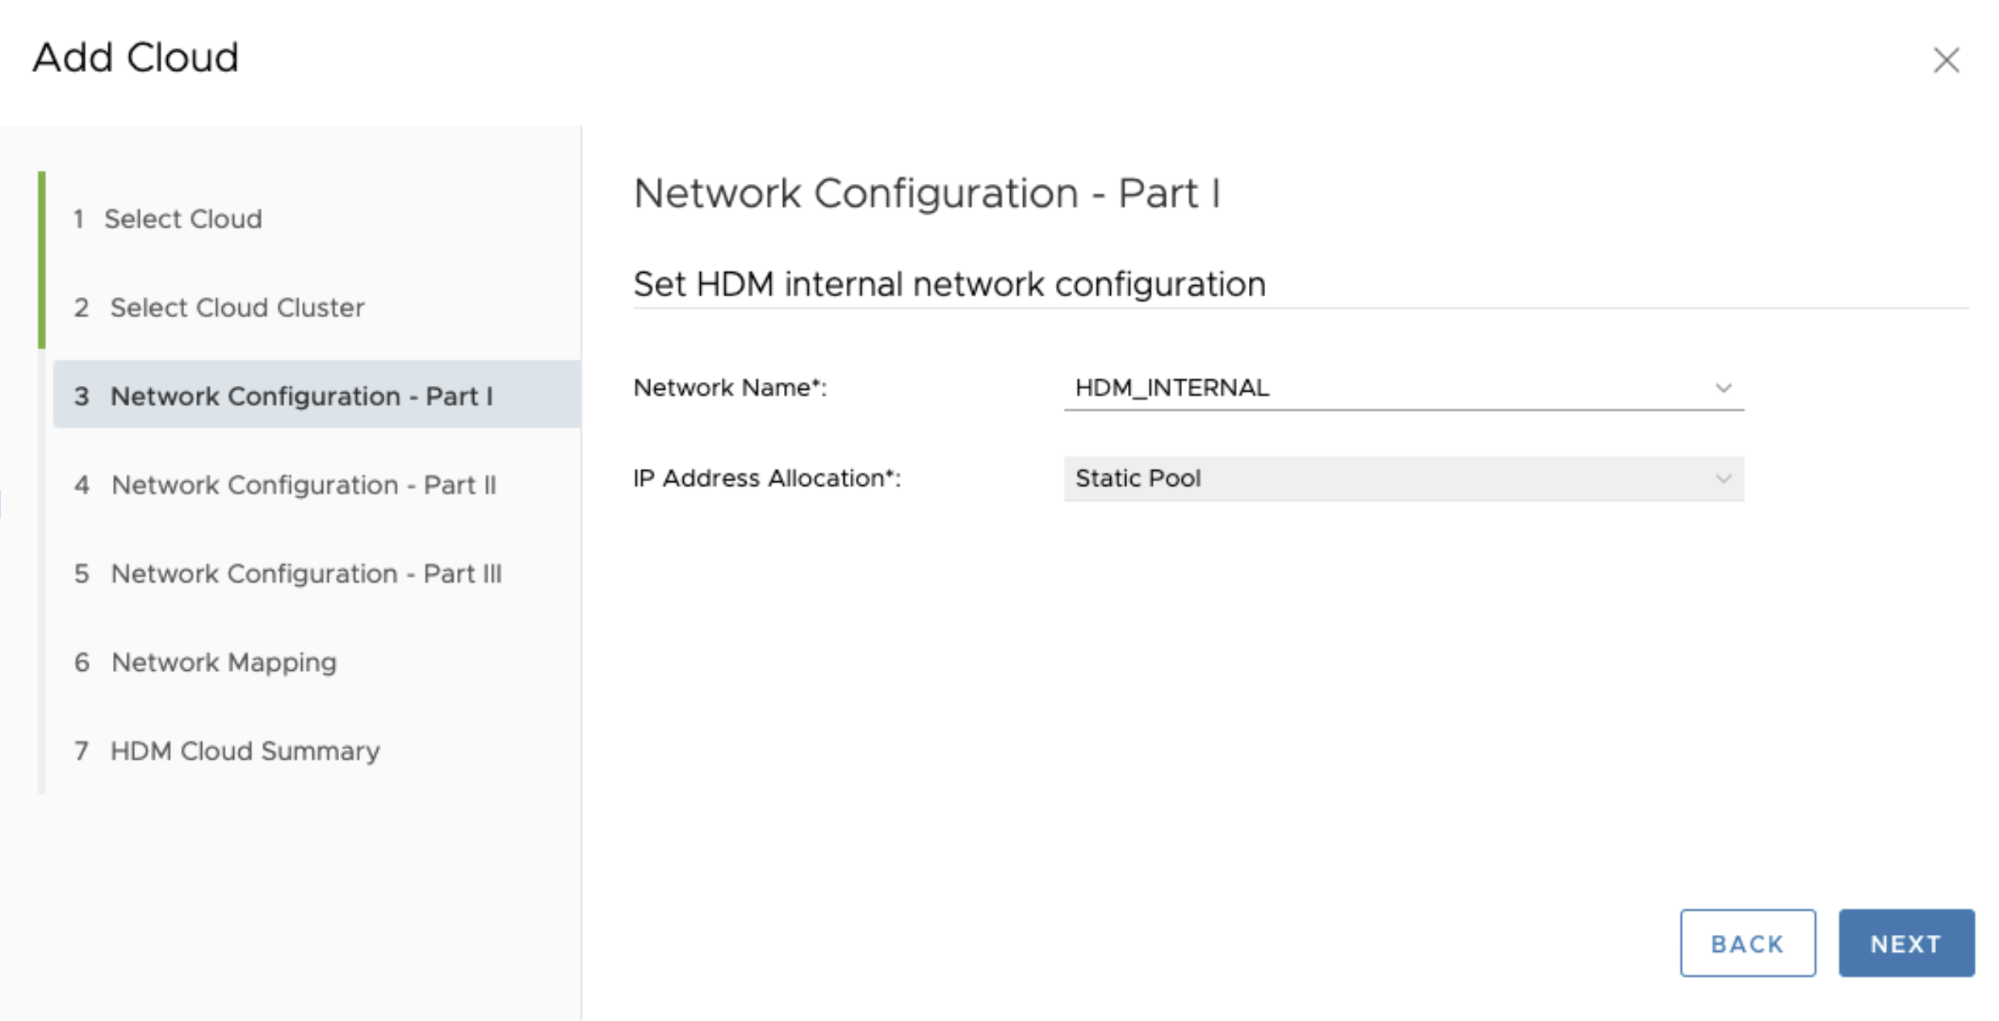 Add Cloud
1 Select Cloud
2 Select Cloud Cluster
3 Network Configuration - Part I
4 Network Configuration - Part II
5 Network Configuration - Part III
6 Network Mapping
7 HDM Cloud Summary
Network Configuration - Part I
Set HDM internal network configuration
Network Name*: HDM_INTERNAL
IP Address Allocation*: Static Pool
BACK NEXT